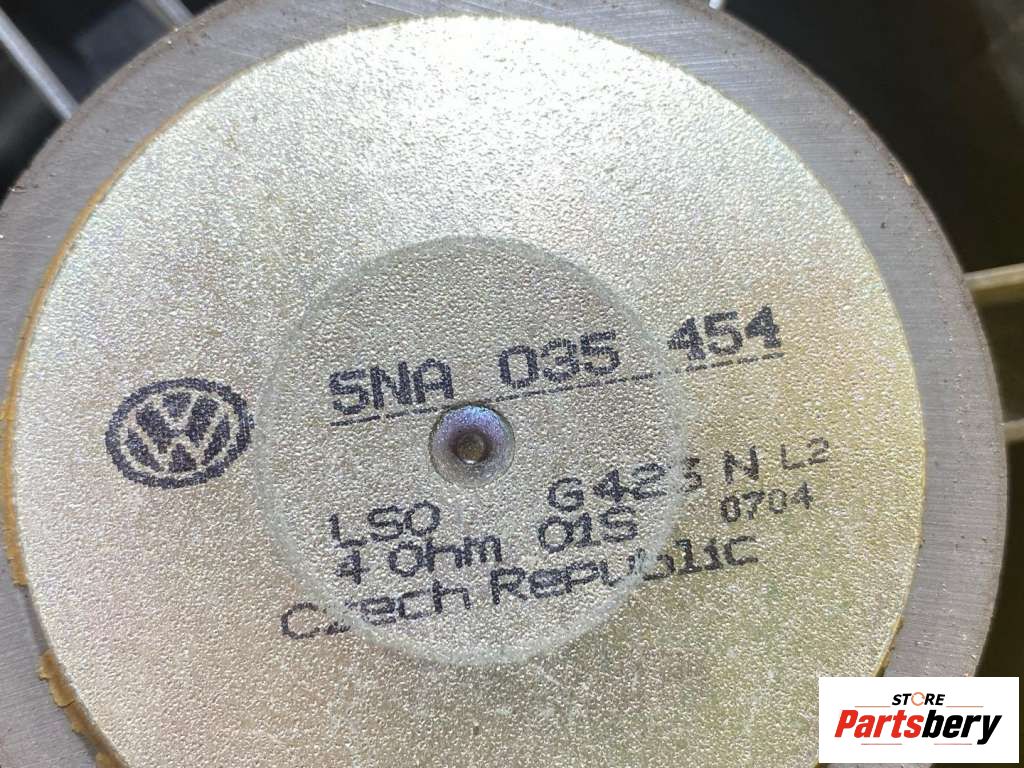 5NA 035 454
LSO G423 N L2
4 Ohm 01S 0704
Czech Republic
STORE
Partsbery